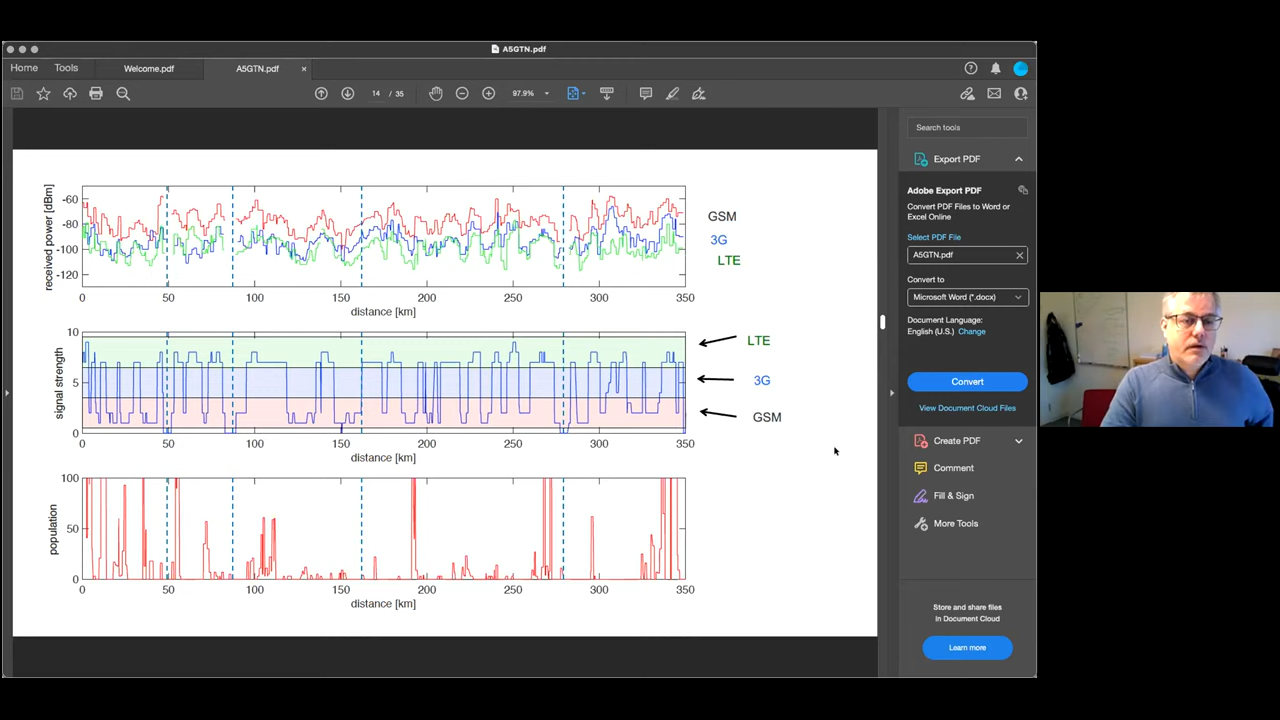 A5GTN.pdf
Home Tools Welcome.pdf A5GTN.pdf ×
14 / 35 97.9%
Search tools
Export PDF
Adobe Export PDF
Convert PDF Files to Word or
Excel Online
Select PDF File
A5GTN.pdf
Convert to
Microsoft Word (*.docx)
Document Language:
English (U.S.) Change
Convert
View Document Cloud Files
Create PDF
Comment
Fill & Sign
More Tools
Store and share files
in Document Cloud
Learn more
received power [dBm]
-60
-80
-100
-120
0 50 100 150 200 250 300 350
distance [km]
GSM
3G
LTE
signal strength
10
5
0
0 50 100 150 200 250 300 350
distance [km]
LTE
3G
GSM
population
100
50
0
0 50 100 150 200 250 300 350
distance [km]